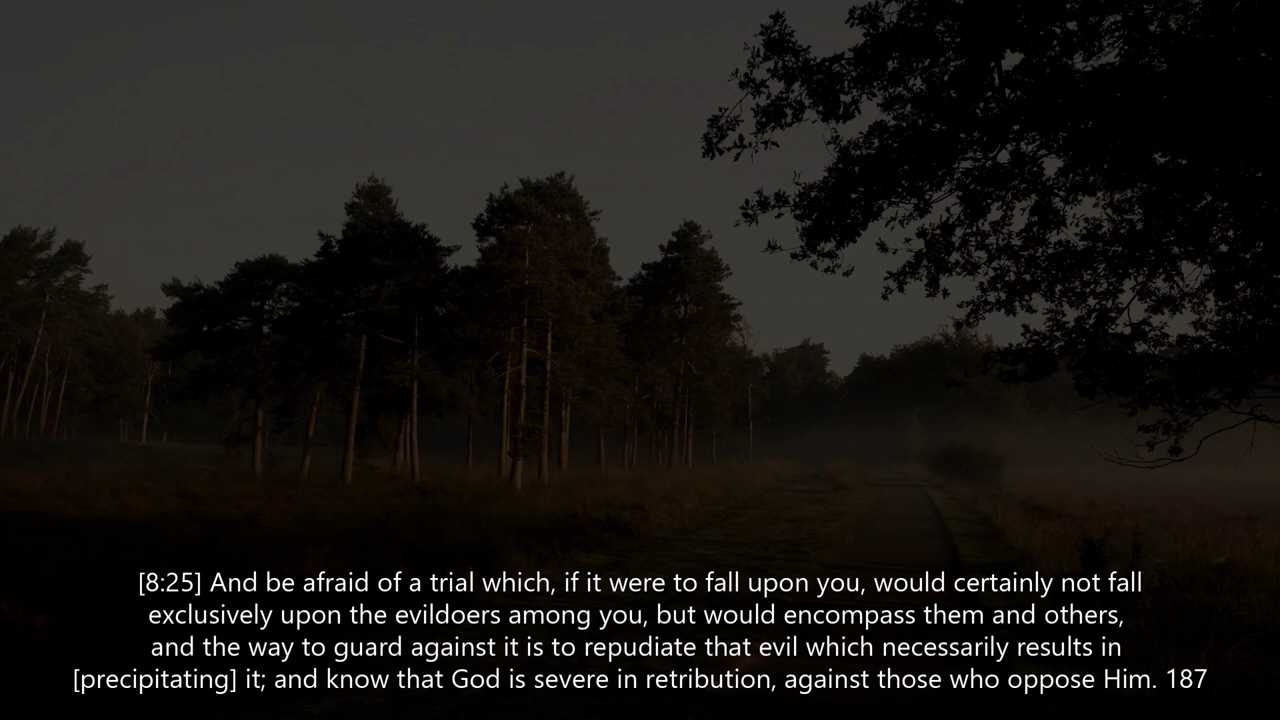 [8:25] And be afraid of a trial which, if it were to fall upon you, would certainly not fall
exclusively upon the evildoers among you, but would encompass them and others,
and the way to guard against it is to repudiate that evil which necessarily results in
[precipitating] it; and know that God is severe in retribution, against those who oppose Him. 187